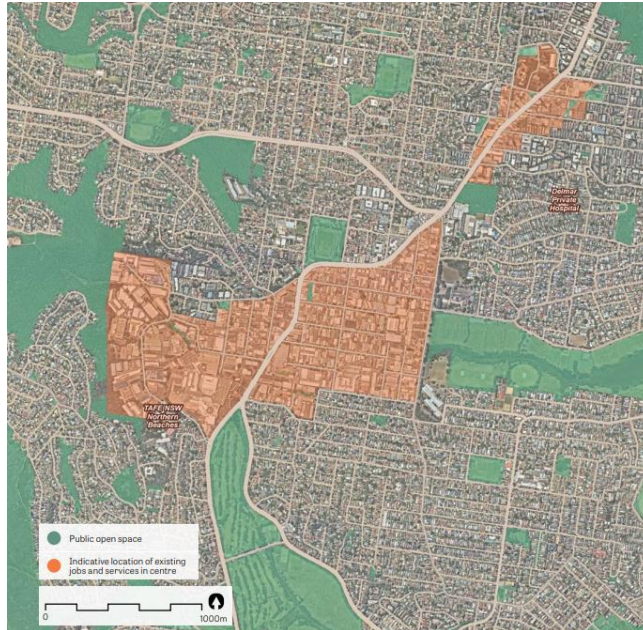 Delmar
Private
Hospital
TAFE NSW
Northern
Beaches
Public open space
Indicative location of existing
jobs and services in centre
0
1000m